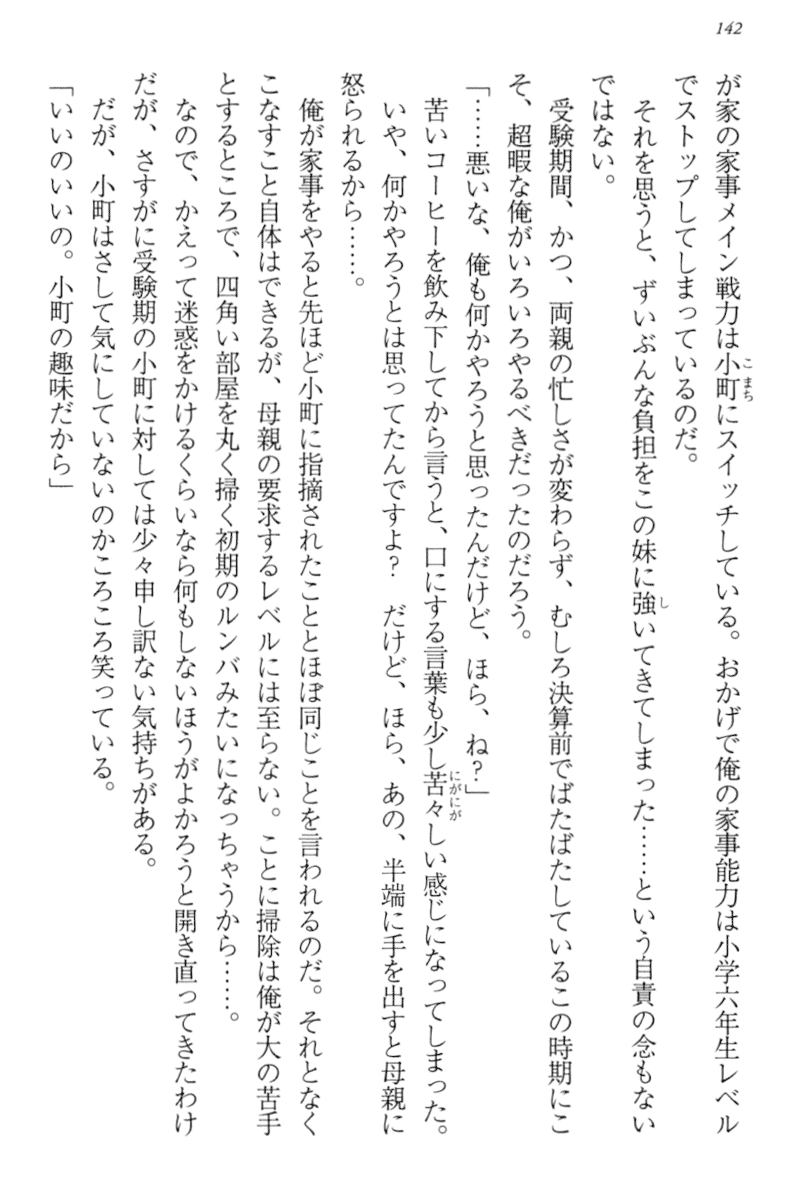 142
が家の家事メイン戦力は小町にスイッチしている。おかげで俺の家事能力は小学六年生レベル
でストップしてしまっているのだ。
それを思うと、ずいぶんな負担をこの妹に強いてきてしまった……という自責の念もない
ではない。
受験期間、かつ、両親の忙しさが変わらず、むしろ決算前でばたばたしているこの時期にこ
そ、超暇な俺がいろいろやるべきだったのだろう。
「……悪いな、俺も何かやろうと思ったんだけど、ほら、ね？」
苦いコーヒーを飲み下してから言うと、口にする言葉も少し苦々しい感じになってしまった。
いや、何かやろうとは思ってたんですよ？　だけど、ほら、あの、半端に手を出すと母親に
怒られるから……。
俺が家事をやると先ほど小町に指摘されたこととほぼ同じことを言われるのだ。それとなく
こなすこと自体はできるが、母親の要求するレベルには至らない。ことに掃除は俺が大の苦手
とするところで、四角い部屋を丸く掃く初期のルンバみたいになっちゃうから……。
なので、かえって迷惑をかけるくらいなら何もしないほうがよかろうと開き直ってきたわけ
だが、さすがに受験期の小町に対しては少々申し訳ない気持ちがある。
だが、小町はさして気にしていないのかころころ笑っている。
「いいのいいの。小町の趣味だから」